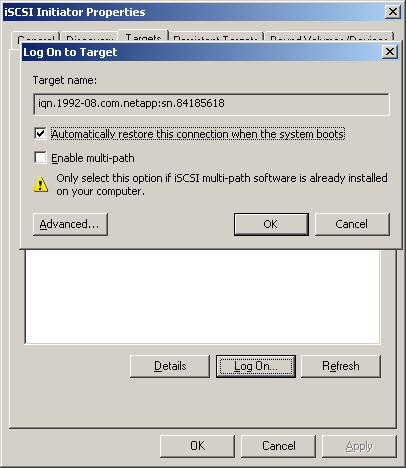 iSCSI Initiator Properties
General Discovery Targets Persistent Targets Bound Volumes/Devices
Log On to Target
Target name:
iqn.1992-08.com.netapp:sn.84185618
Automatically restore this connection when the system boots
Enable multi-path
Only select this option if iSCSI multi-path software is already installed
on your computer.
Advanced... OK Cancel
Details Log On... Refresh
OK Cancel Apply